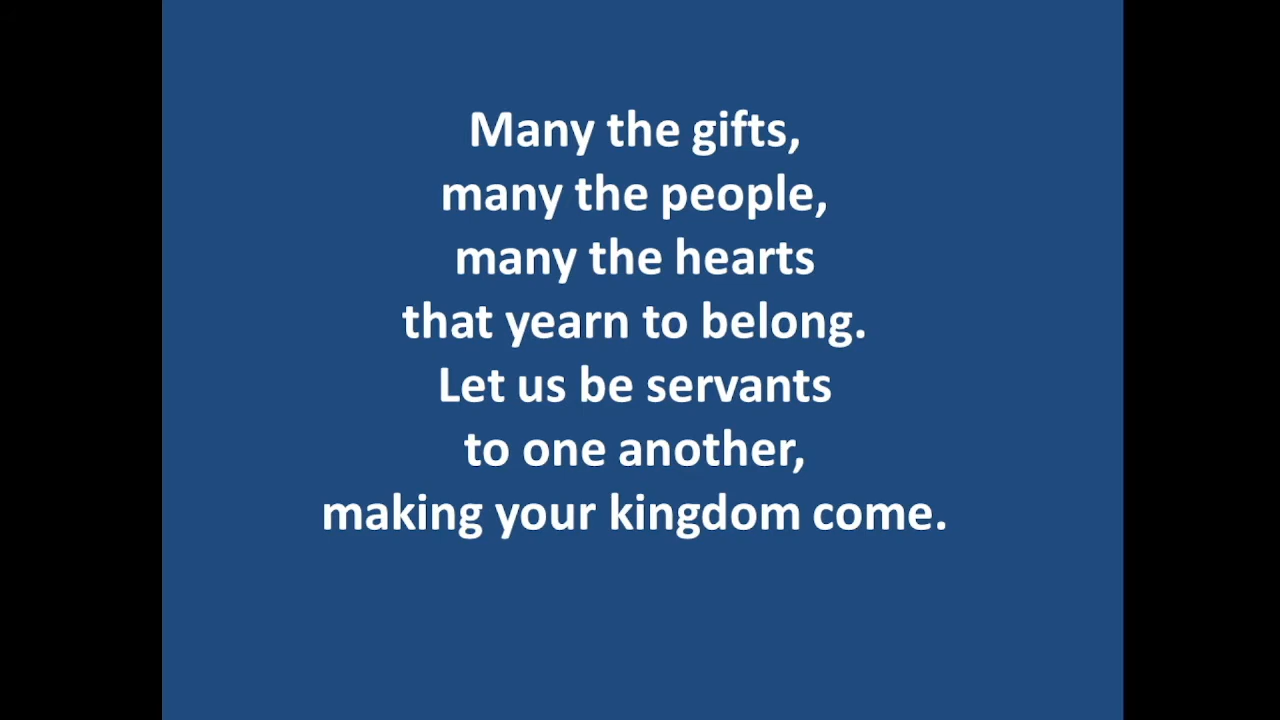 Many the gifts,
many the people,
many the hearts
that yearn to belong.
Let us be servants
to one another,
making your kingdom come.